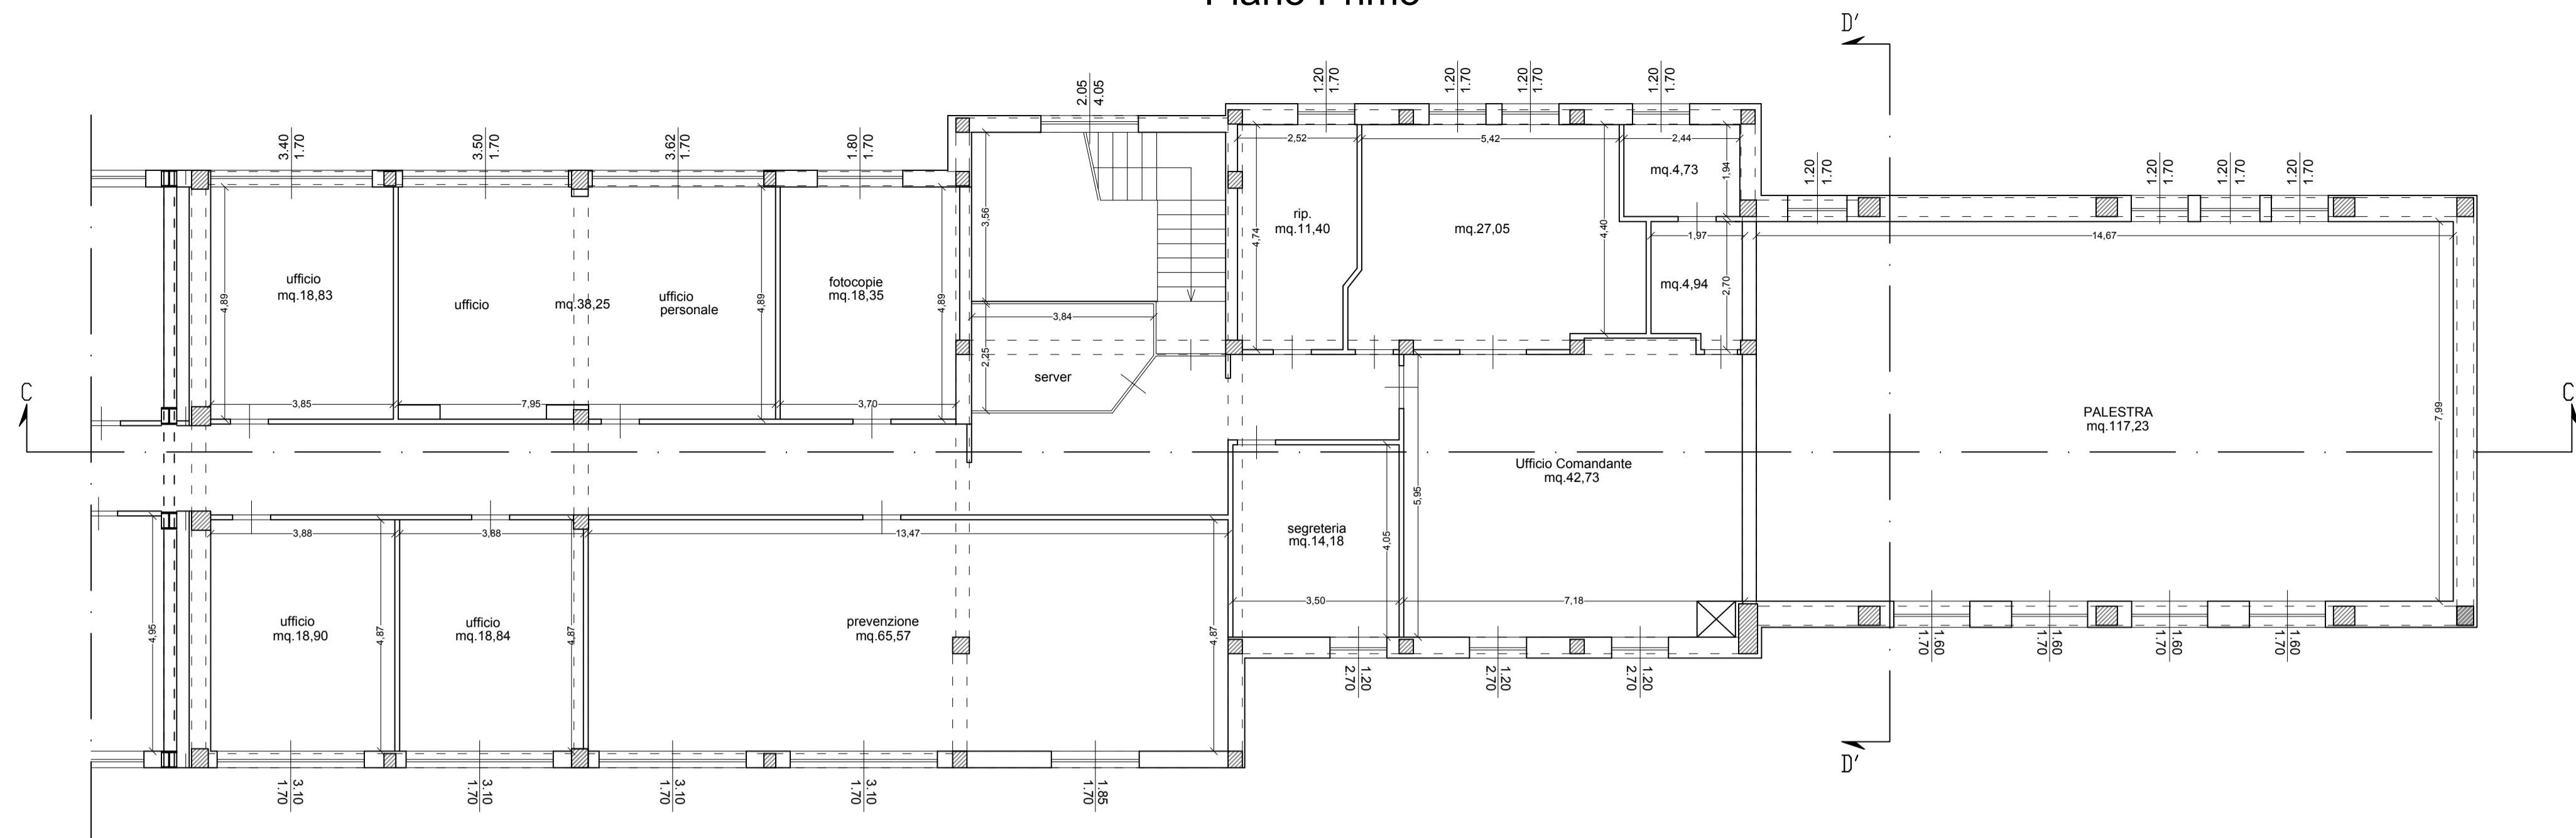 Piano Primo
D'
2.05
4.05
1.20
1.70
1.20
1.70
1.20
1.70
1.20
1.70
3.40
1.70
3.50
1.70
3.62
1.70
1.80
1.70
1.20
1.70
1.20
1.70
1.20
1.70
1.20
1.70
2,52
5,42
2,44
mq.4,73
1,94
3,56
rip.
mq.11,40
4,74
mq.27,05
4,40
1,97
14,67
ufficio
mq.18,83
4,89
ufficio
mq.38,25
ufficio
personale
4,89
fotocopie
mq.18,35
4,89
mq.4,94
2,70
3,84
2,25
server
C
3,85
7,95
3,70
PALESTRA
mq.117,23
7,99
C
Ufficio Comandante
mq.42,73
5,95
3,88
3,88
13,47
segreteria
mq.14,18
4,05
4,95
ufficio
mq.18,90
4,87
ufficio
mq.18,84
4,87
prevenzione
mq.65,57
4,87
3,50
7,18
1.60
1.70
1.60
1.70
1.60
1.70
1.60
1.70
1.20
2.70
1.20
2.70
1.20
2.70
D'
3.10
1.70
3.10
1.70
3.10
1.70
3.10
1.70
1.85
1.70